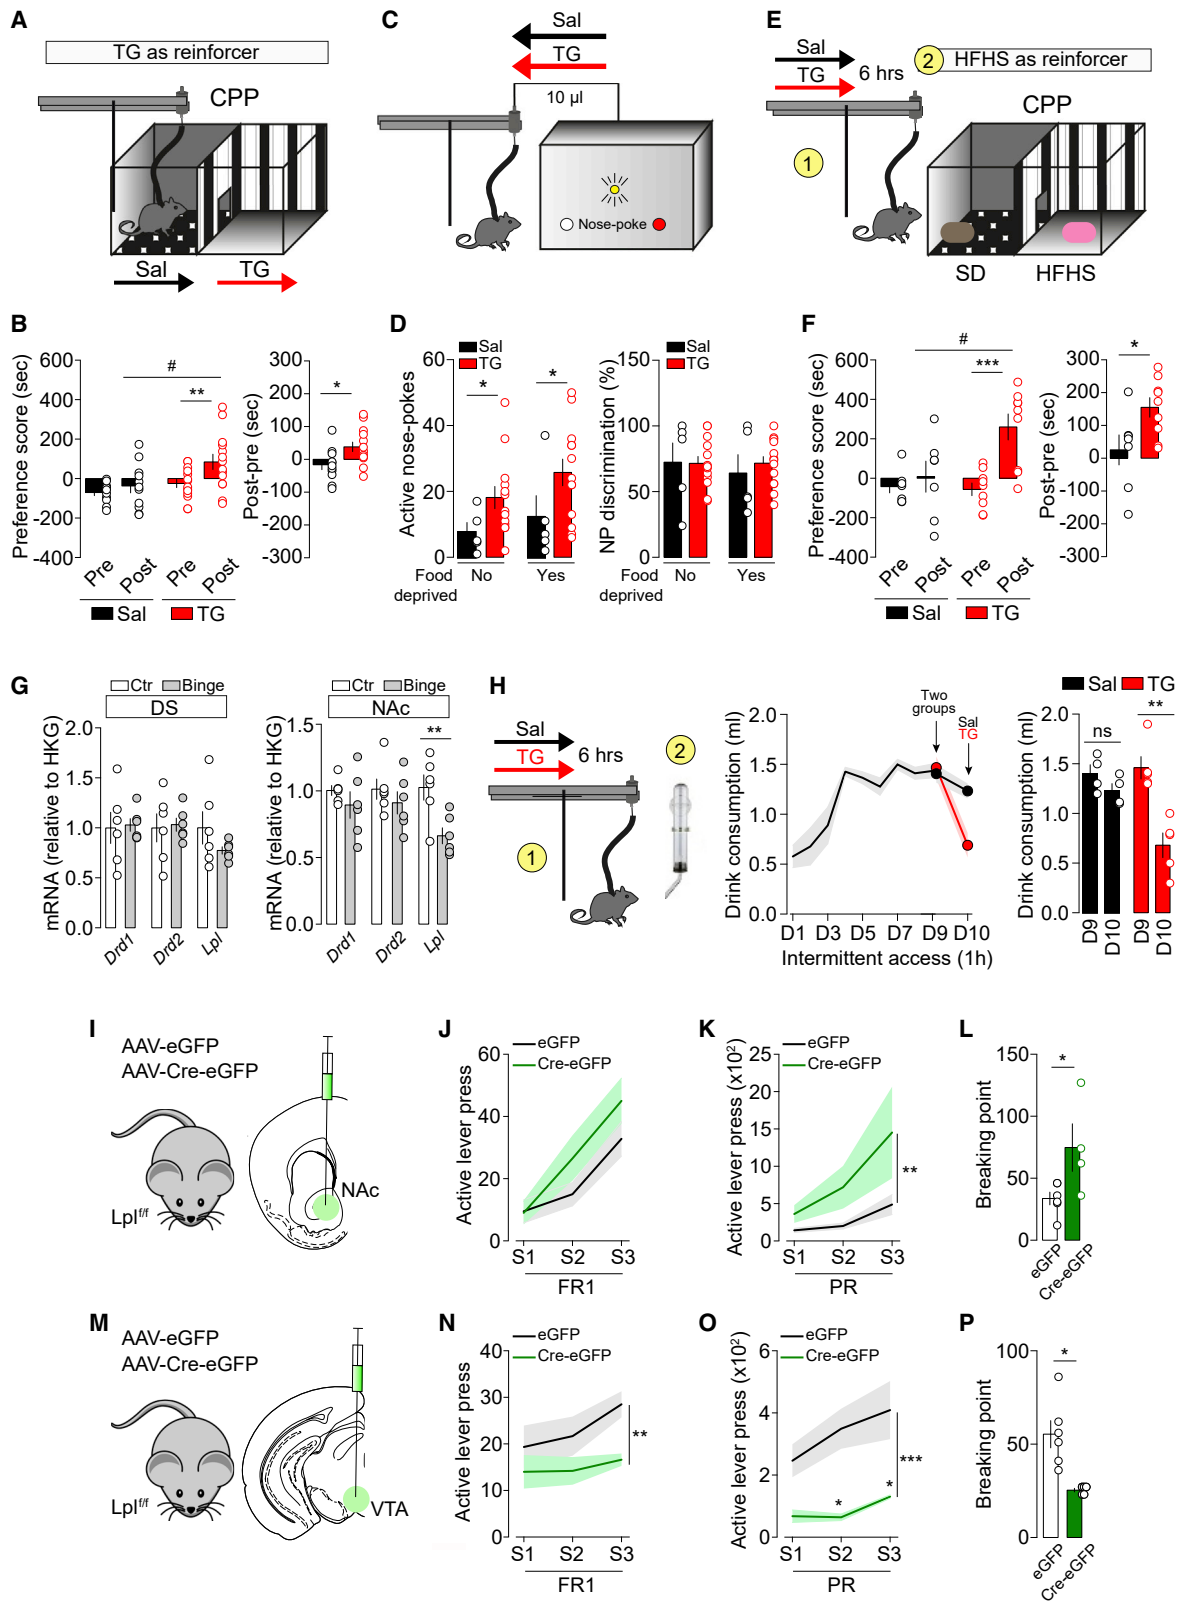 A
TG as reinforcer
CPP
Sal
TG
B
Preference score (sec)
600
400
200
0
-200
-400
#
**
Pre
Post
Pre
Post
Sal
TG
Post-pre (sec)
300
200
100
0
-100
-200
-300
*
C
Sal
TG
10 µl
Nose-poke
D
Sal
TG
Active nose-pokes
60
40
20
0
*
*
Food deprived
No
Yes
NP discrimination (%)
150
100
50
0
Sal
TG
Food deprived
No
Yes
E
Sal
TG
6 hrs
1
2
HFHS as reinforcer
CPP
SD
HFHS
F
Preference score (sec)
600
400
200
0
-200
-400
#
***
Pre
Post
Pre
Post
Sal
TG
Post-pre (sec)
300
200
100
0
-100
-200
-300
*
G
Ctr
Binge
DS
mRNA (relative to HKG)
2.0
1.5
1.0
0.5
0.0
Drd1
Drd2
Lpl
Ctr
Binge
NAc
mRNA (relative to HKG)
1.5
1.0
0.5
0.0
**
Drd1
Drd2
Lpl
H
Sal
TG
6 hrs
1
2
Drink consumption (ml)
2.0
1.5
1.0
0.5
0.0
Two groups
Sal
TG
D1
D3
D5
D7
D9
D10
Intermittent access (1h)
Sal
TG
Drink consumption (ml)
2.0
1.5
1.0
0.5
0.0
ns
**
D9
D10
D9
D10
I
AAV-eGFP
AAV-Cre-eGFP
NAc
Lpl^f/f
J
eGFP
Cre-eGFP
Active lever press
60
40
20
0
S1
S2
S3
FR1
K
eGFP
Cre-eGFP
Active lever press (x10²)
25
20
15
10
5
0
**
S1
S2
S3
PR
L
Breaking point
150
100
50
0
*
eGFP
Cre-eGFP
M
AAV-eGFP
AAV-Cre-eGFP
VTA
Lpl^f/f
N
eGFP
Cre-eGFP
Active lever press
40
30
20
10
0
**
S1
S2
S3
FR1
O
eGFP
Cre-eGFP
Active lever press (x10²)
6
4
2
0
*
*
***
S1
S2
S3
PR
P
Breaking point
100
50
0
*
eGFP
Cre-eGFP